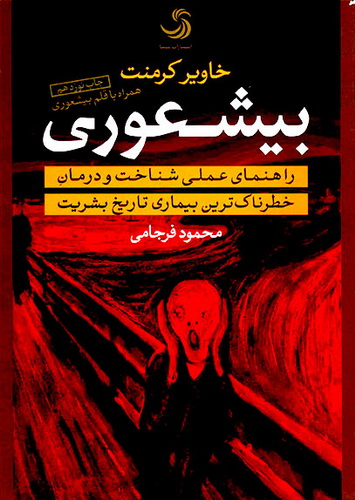 خاویر کرمنت
چاپ نوزدهم
همراه با قلم بیشعوری
بیشعوری
راهنمای عملی شناخت و درمان
خطرناک‌ترین بیماری تاریخ بشریت
محمود فرجامی